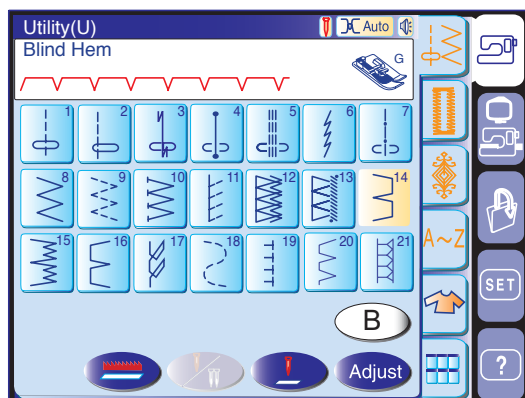 Utility(U) Auto
Blind Hem
G
1 2 3 4 5 6 7
8 9 10 11 12 13 14
15 16 17 18 19 20 21
A~Z
B
Adjust
SET
?